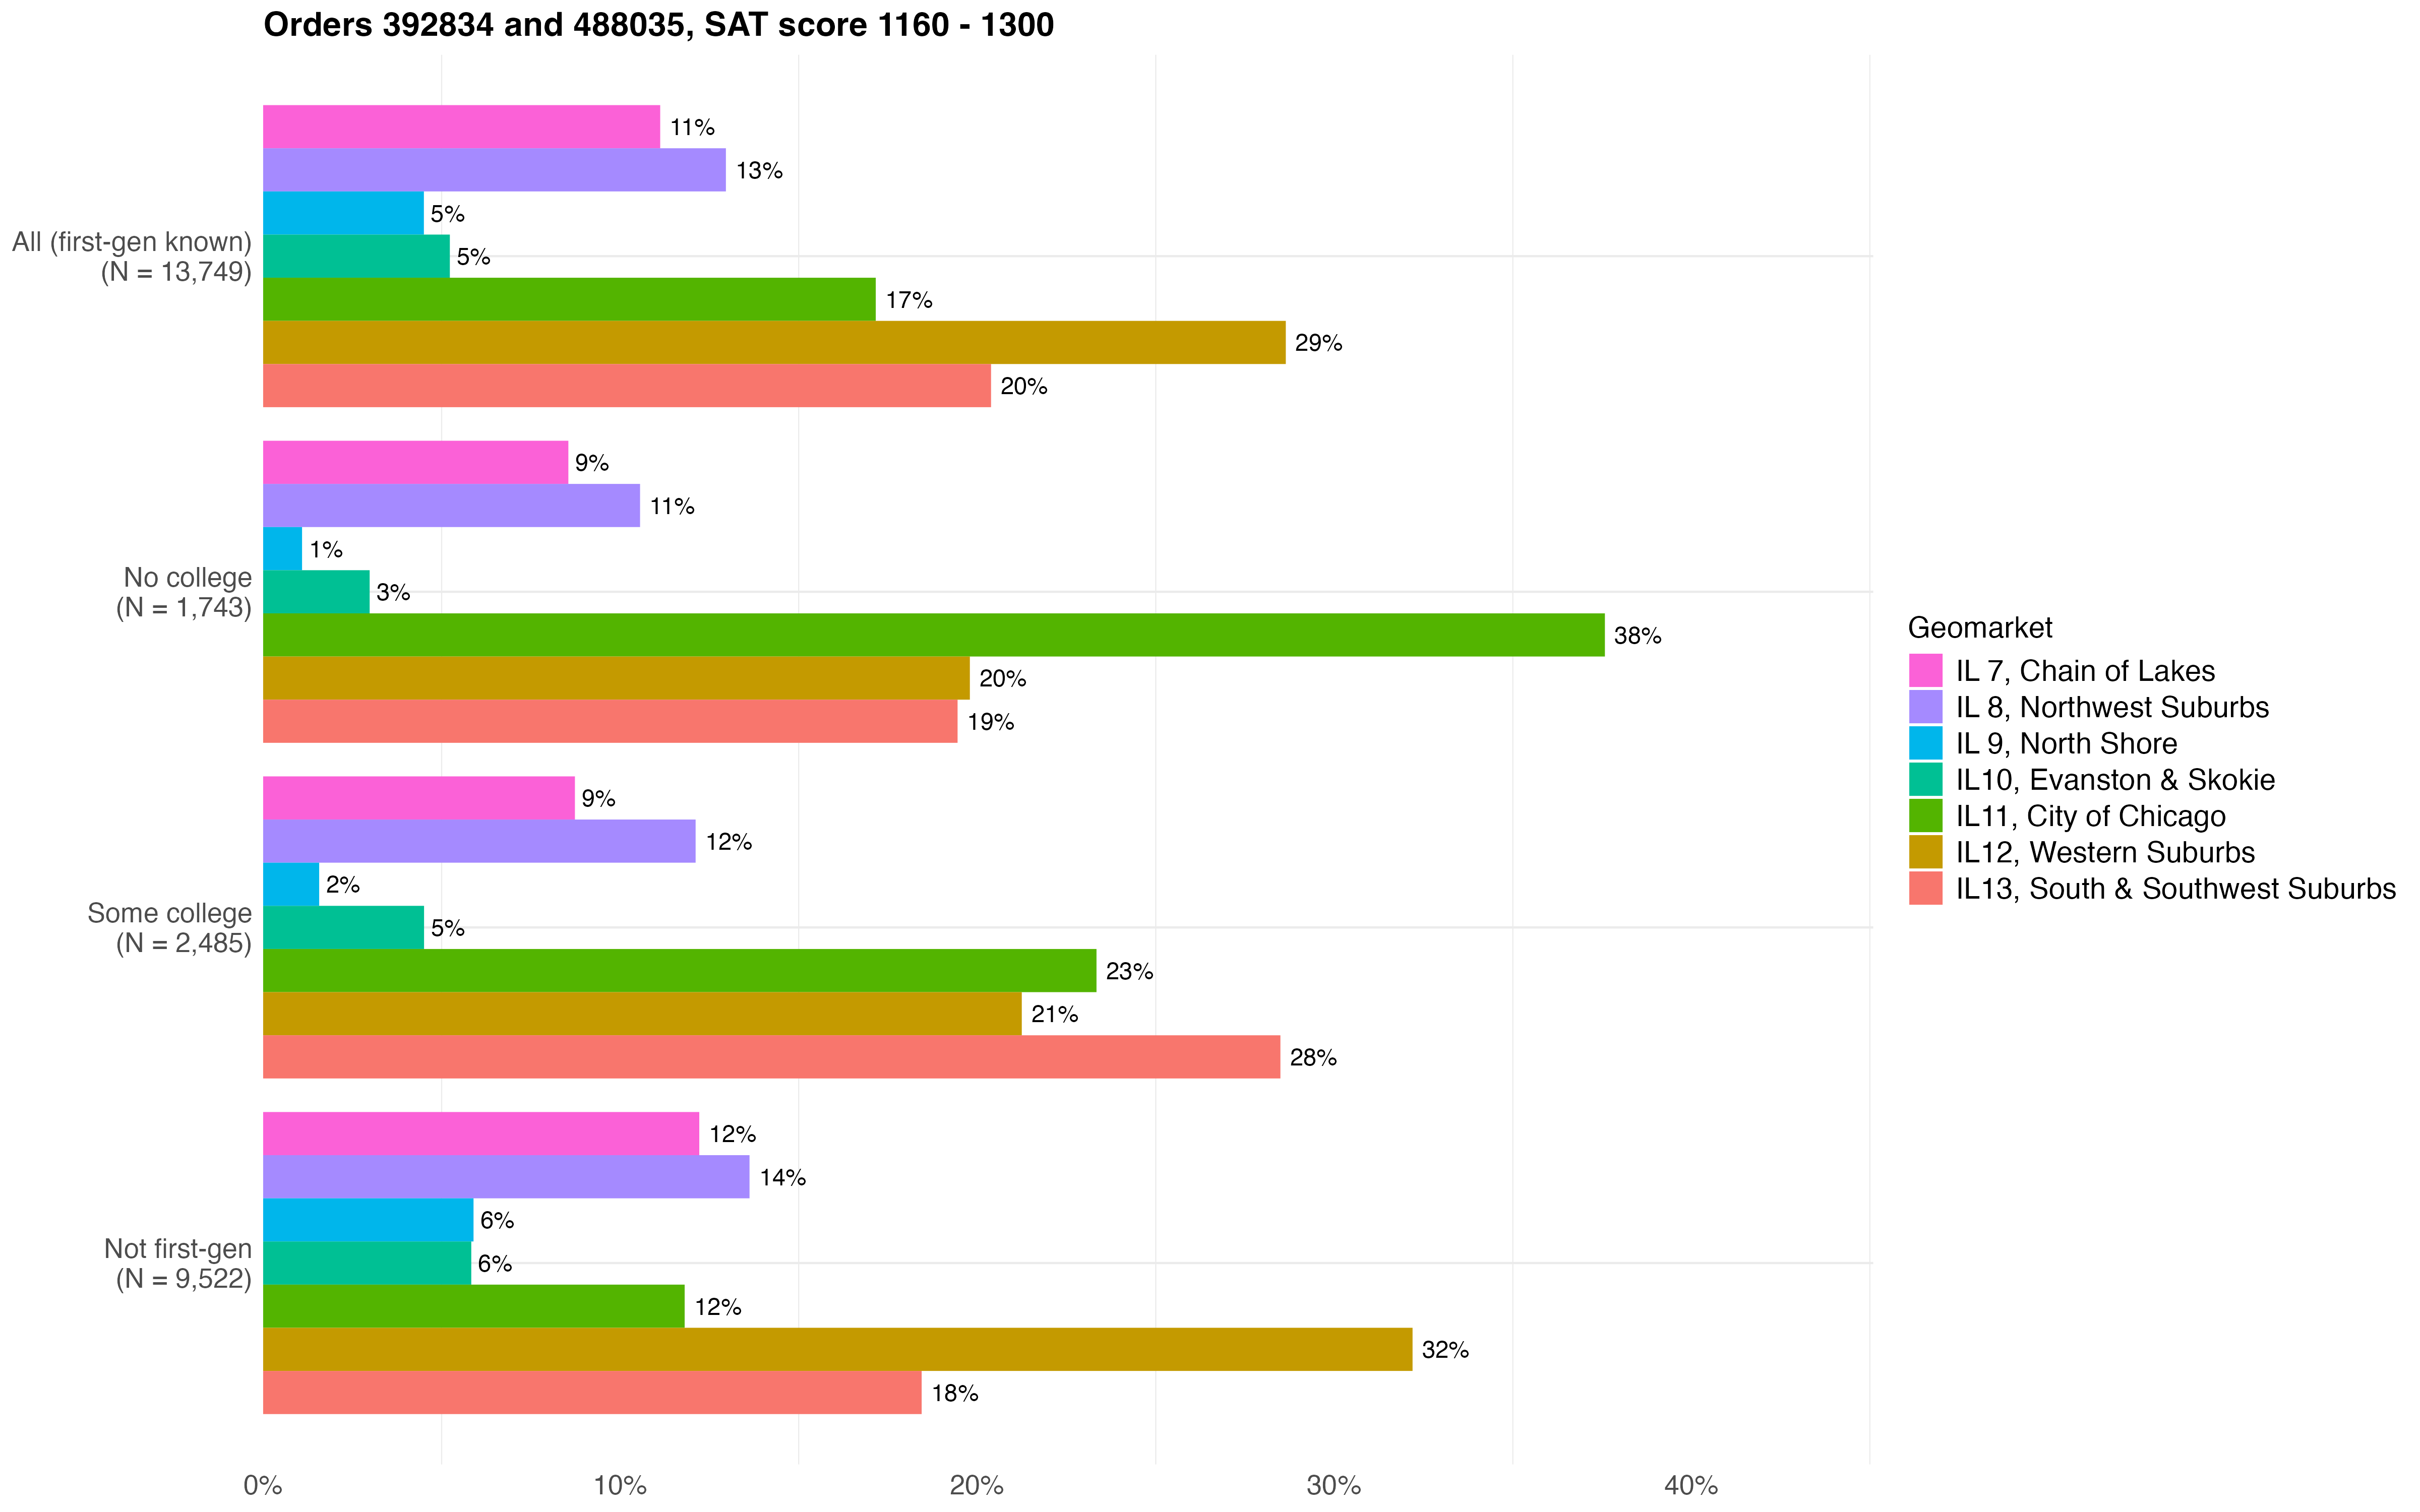 Orders 392834 and 488035, SAT score 1160 - 1300
All (first-gen known)
(N = 13,749)
11%
13%
5%
5%
17%
29%
20%
No college
(N = 1,743)
9%
11%
1%
3%
38%
20%
19%
Some college
(N = 2,485)
9%
12%
2%
5%
23%
21%
28%
Not first-gen
(N = 9,522)
12%
14%
6%
6%
12%
32%
18%
0% 10% 20% 30% 40%
Geomarket
IL 7, Chain of Lakes
IL 8, Northwest Suburbs
IL 9, North Shore
IL10, Evanston & Skokie
IL11, City of Chicago
IL12, Western Suburbs
IL13, South & Southwest Suburbs